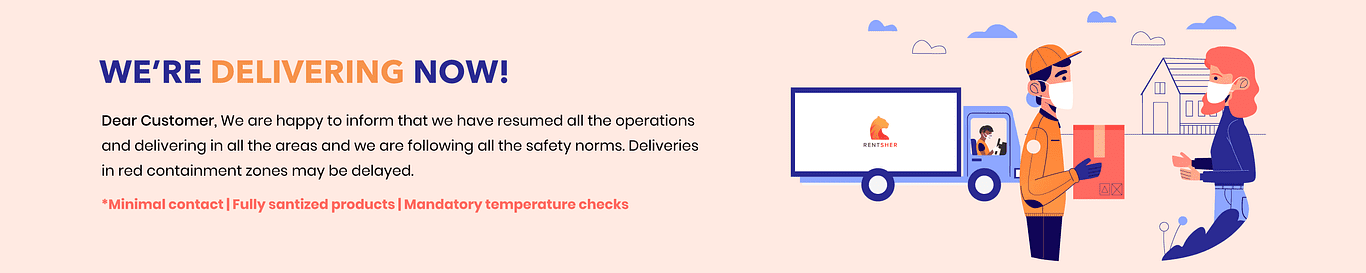 WE'RE DELIVERING NOW!
Dear Customer, We are happy to inform that we have resumed all the operations
and delivering in all the areas and we are following all the safety norms. Deliveries
in red containment zones may be delayed.
*Minimal contact | Fully santized products | Mandatory temperature checks
RENTSHER